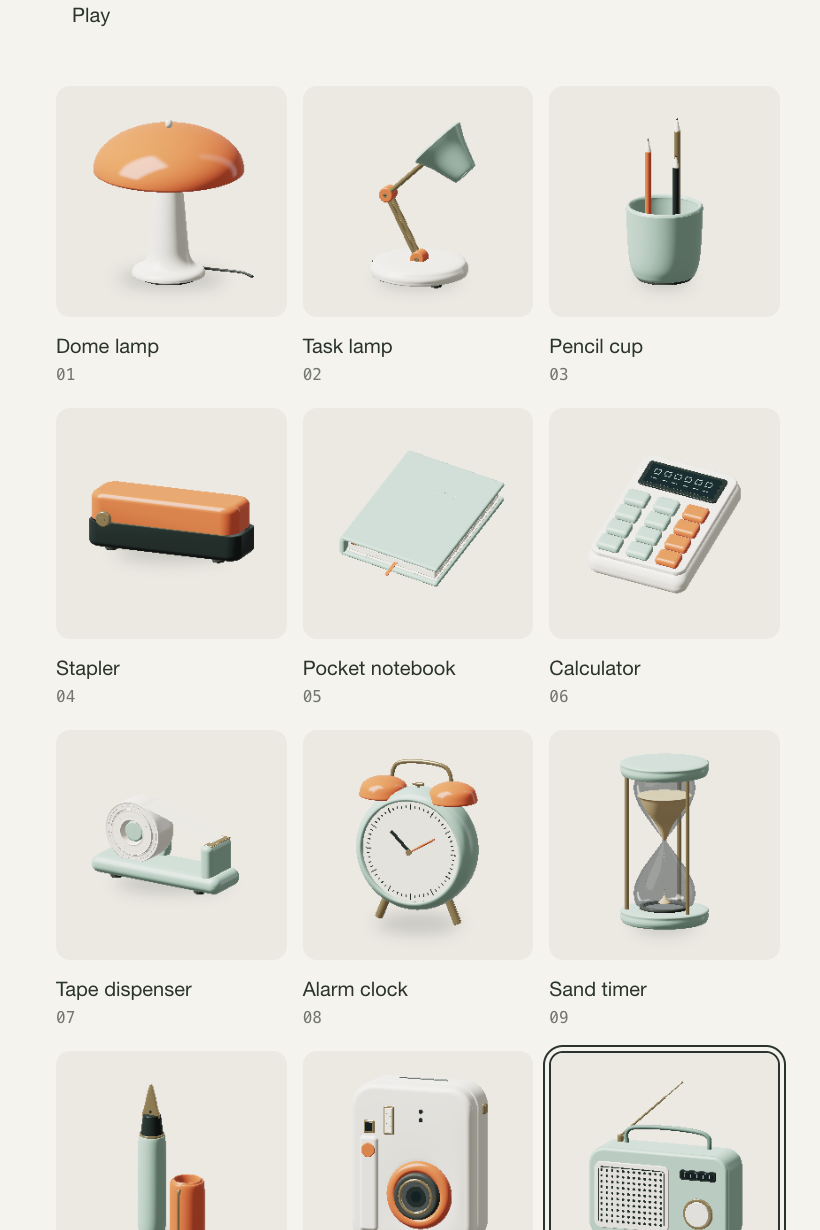 Play
Dome lamp
Task lamp
Pencil cup
01
02
03
Stapler
Pocket notebook
Calculator
04
05
06
Tape dispenser
Alarm clock
Sand timer
07
08
09